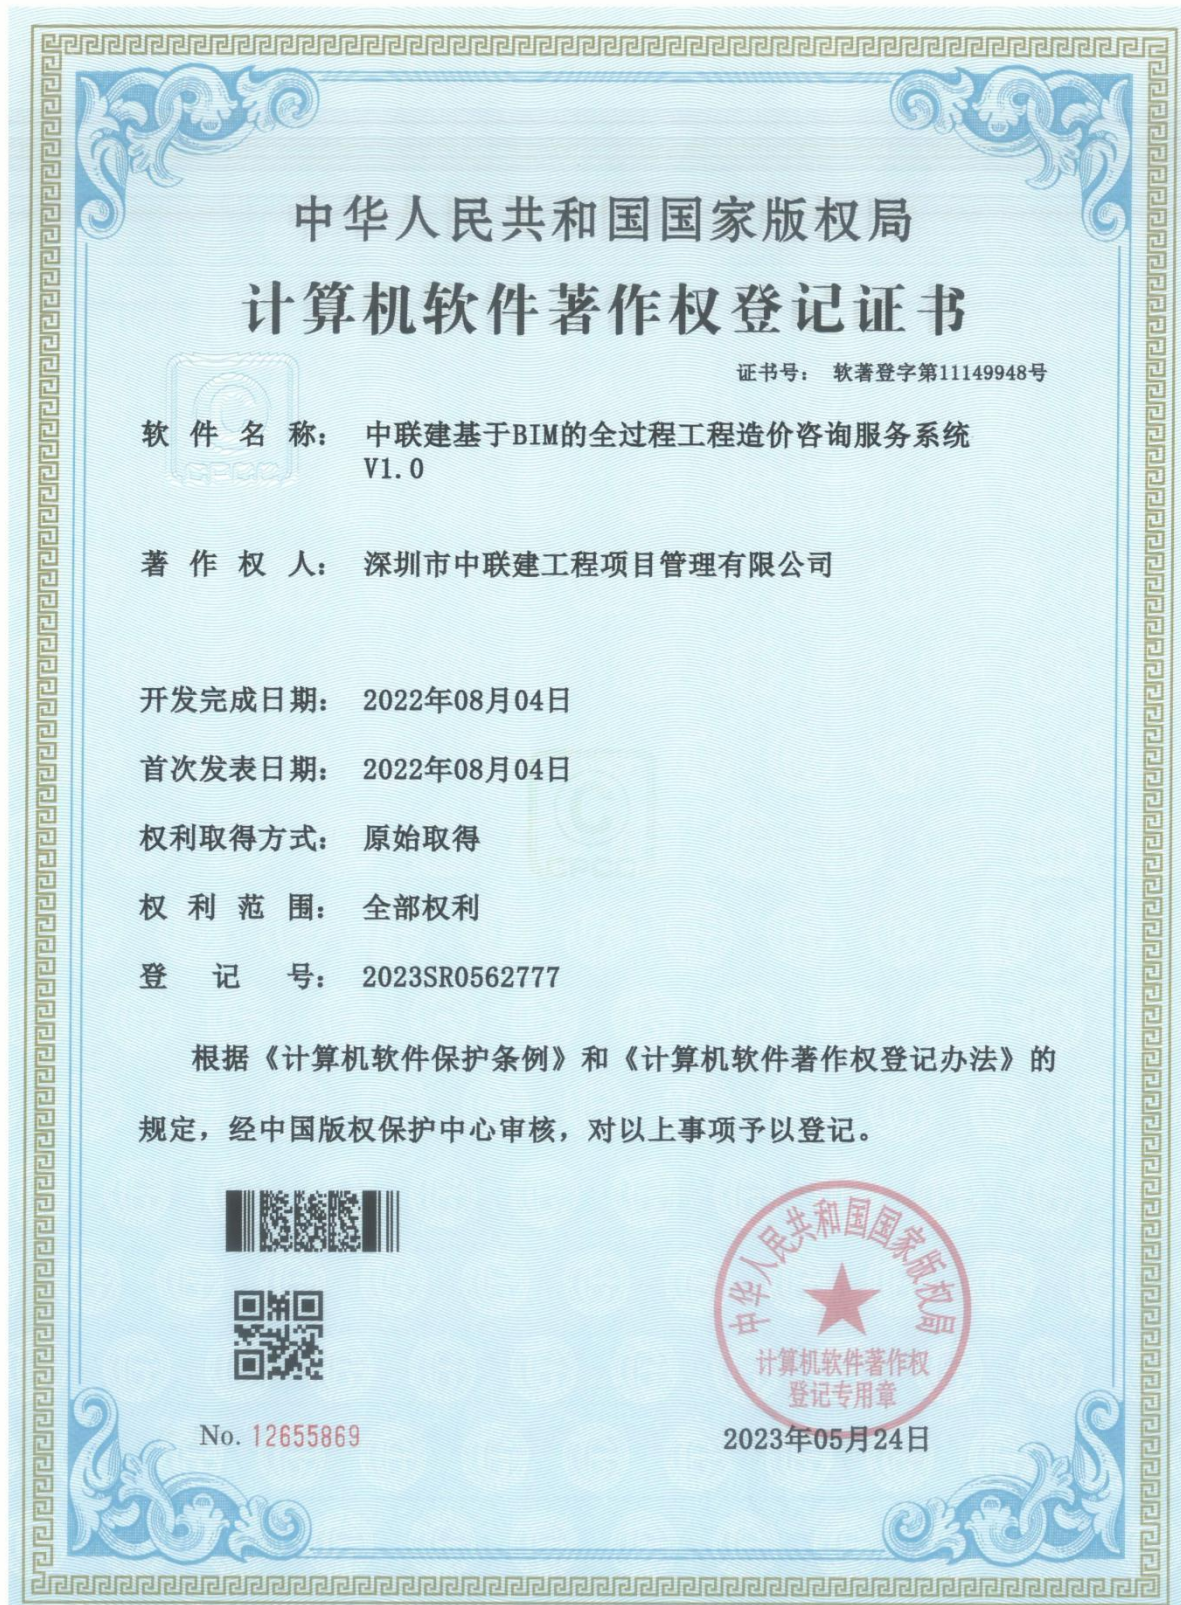 中华人民共和国国家版权局
计算机软件著作权登记证书
证书号： 软著登字第11149948号
软件名称： 中联建基于BIM的全过程工程造价咨询服务系统
V1.0
著作权人： 深圳市中联建工程项目管理有限公司
开发完成日期： 2022年08月04日
首次发表日期： 2022年08月04日
权利取得方式： 原始取得
权利范围： 全部权利
登记号： 2023SR0562777
根据《计算机软件保护条例》和《计算机软件著作权登记办法》的
规定，经中国版权保护中心审核，对以上事项予以登记。
中华人民共和国国家版权局
计算机软件著作权
登记专用章
No. 12655869
2023年05月24日
CPCC
CPCC